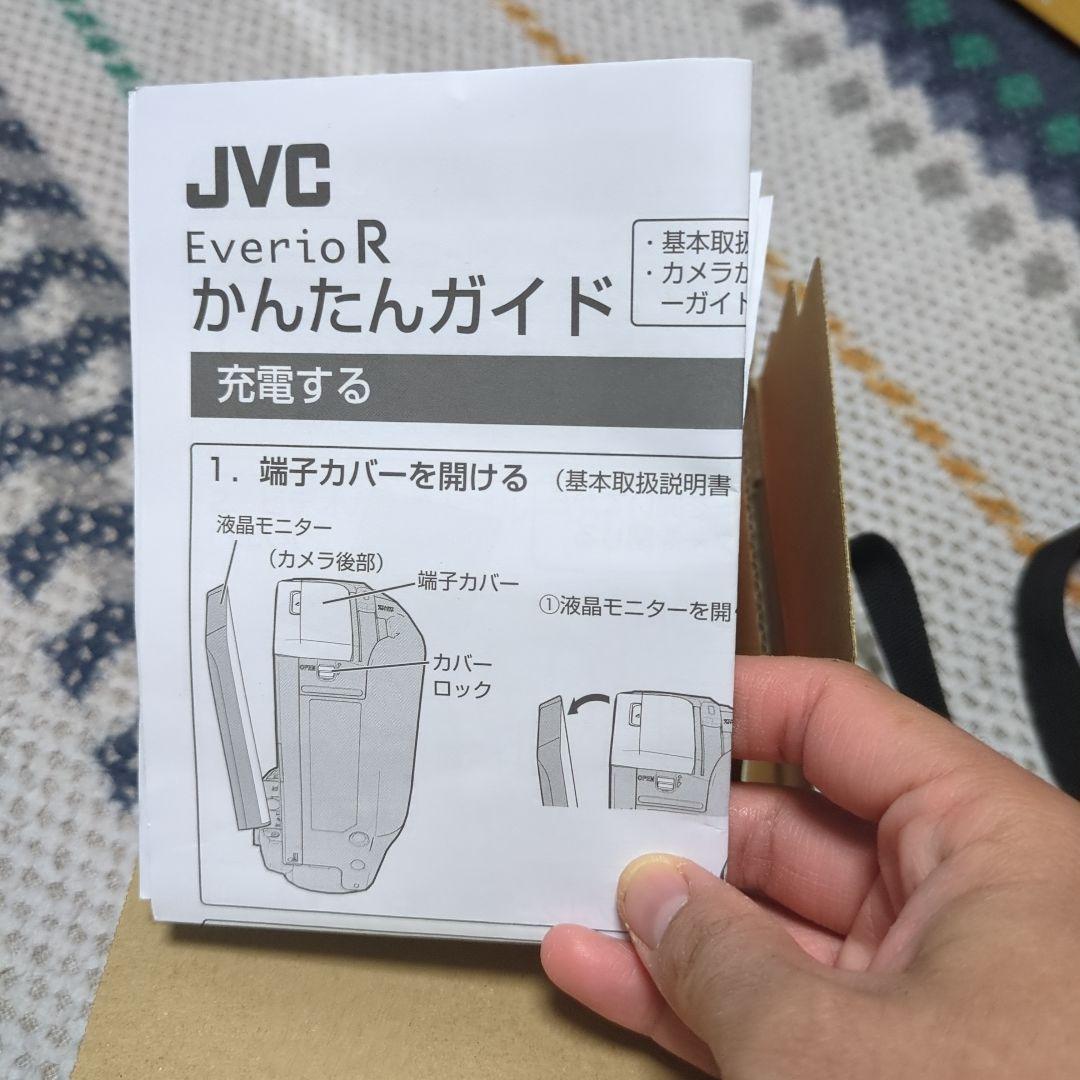 JVC
Everio R
かんたんガイド
・基本取扱
・カメラか
ーガイド
充電する
1. 端子カバーを開ける （基本取扱説明書
液晶モニター
（カメラ後部）
端子カバー
①液晶モニターを開
カバー
ロック
OPEN
OPEN